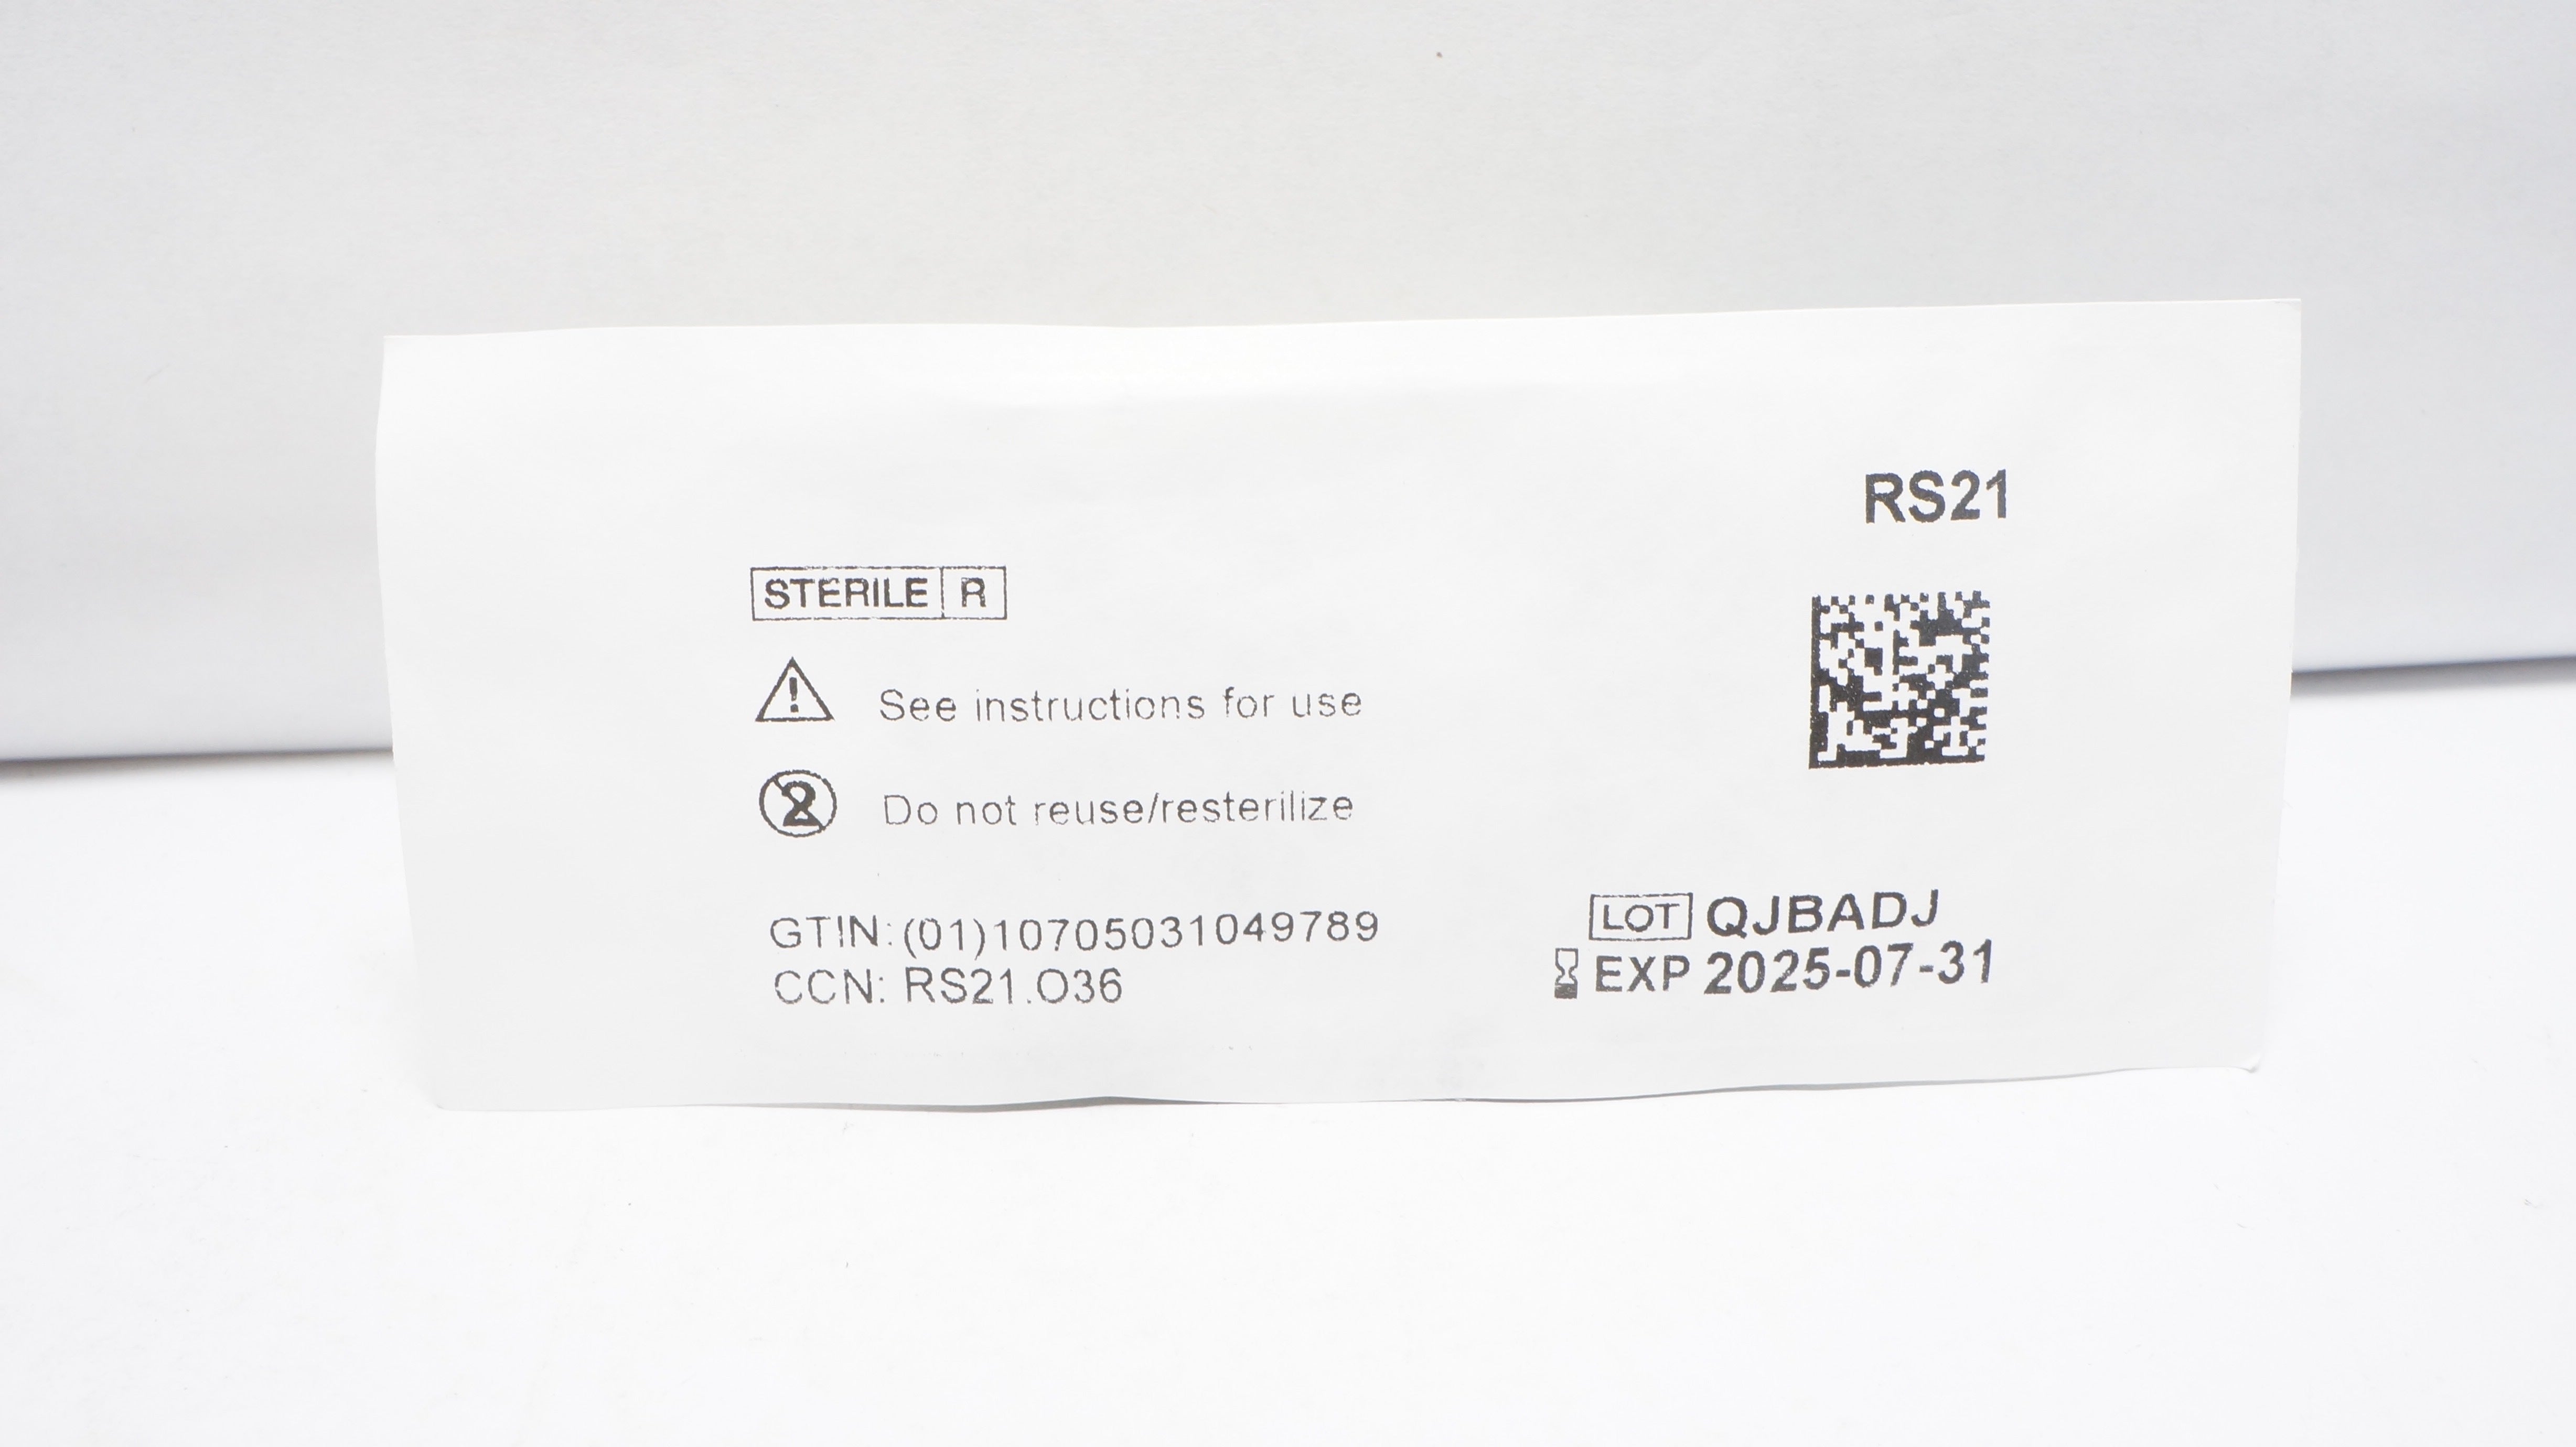 RS21
STERILE R
See instructions for use
2 Do not reuse/resterilize
GTIN: (01)10705031049789
CCN: RS21.O36
LOT QJBADJ
EXP 2025-07-31